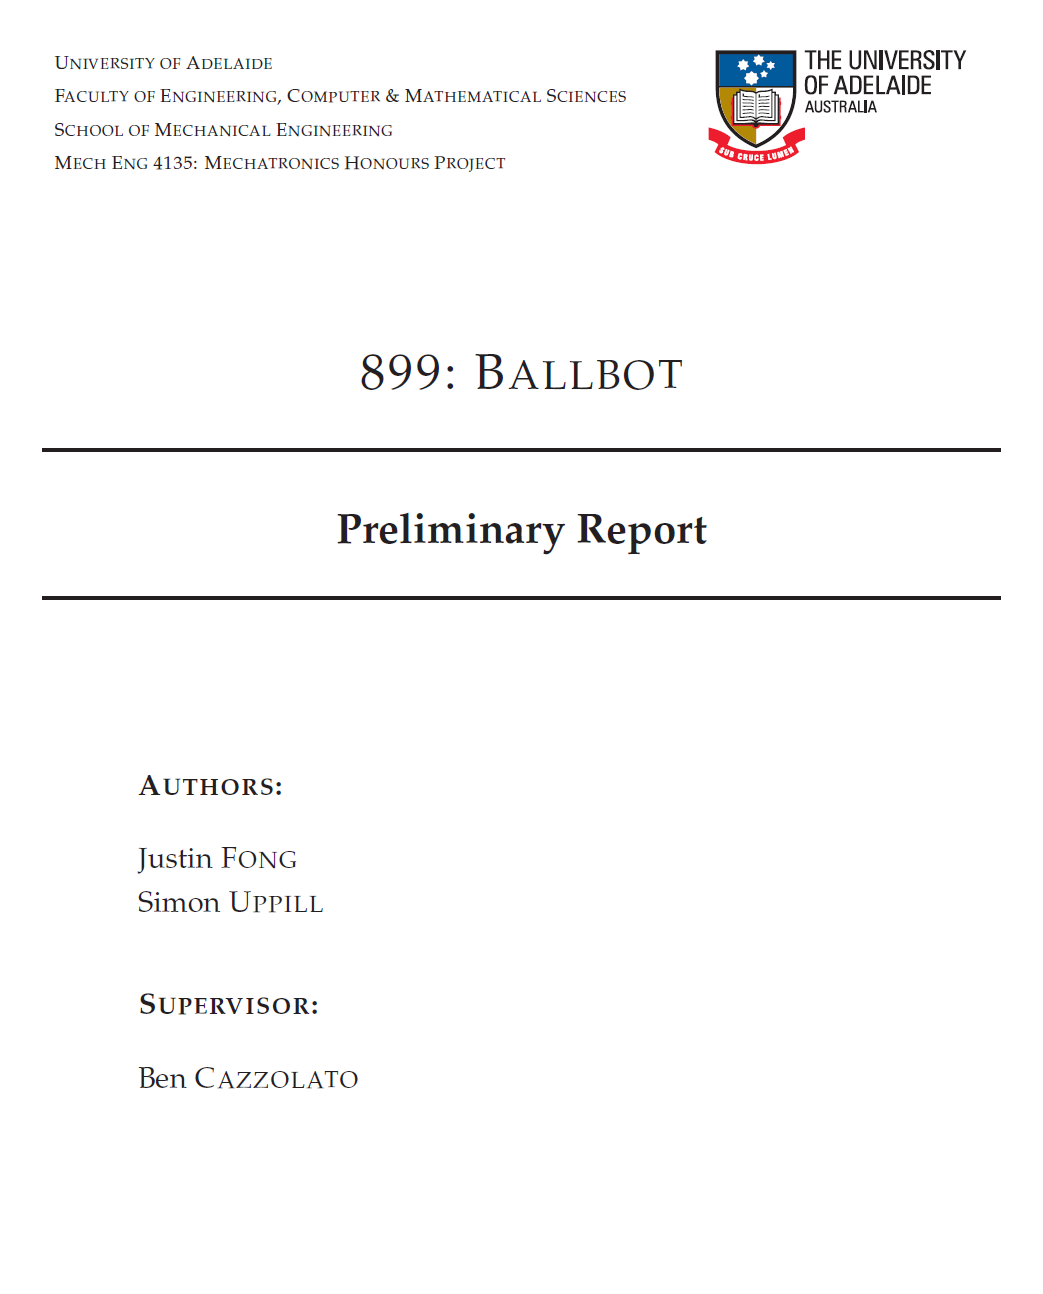 UNIVERSITY OF ADELAIDE
FACULTY OF ENGINEERING, COMPUTER & MATHEMATICAL SCIENCES
SCHOOL OF MECHANICAL ENGINEERING
MECH ENG 4135: MECHATRONICS HONOURS PROJECT
THE UNIVERSITY
OF ADELAIDE
AUSTRALIA
SUB CRUCE LUMEN
899: BALLBOT
Preliminary Report
AUTHORS:
Justin FONG
Simon UPPILL
SUPERVISOR:
Ben CAZZOLATO